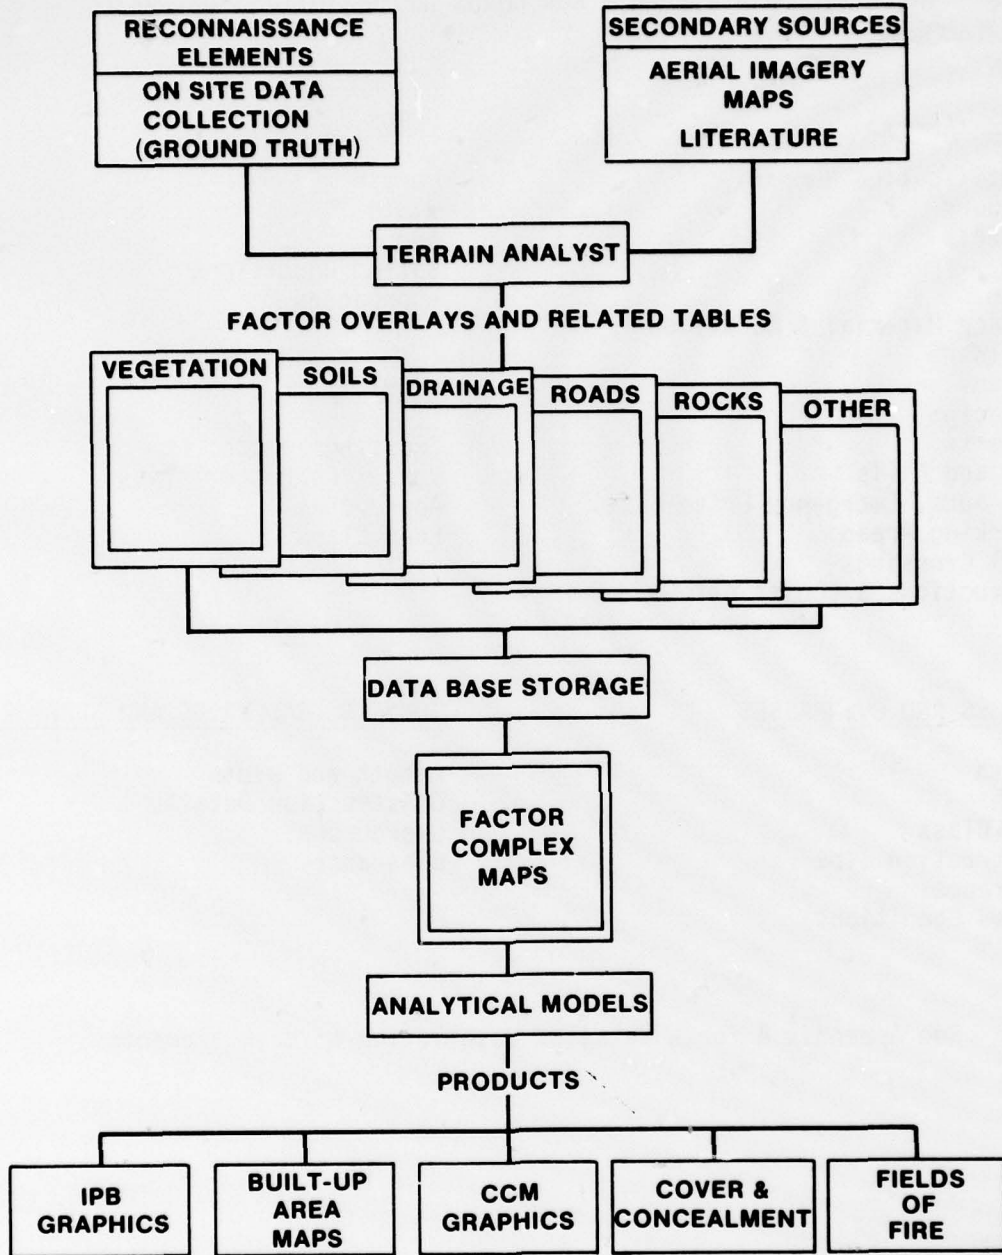 RECONNAISSANCE
ELEMENTS
ON SITE DATA
COLLECTION
(GROUND TRUTH)
SECONDARY SOURCES
AERIAL IMAGERY
MAPS
LITERATURE
TERRAIN ANALYST
FACTOR OVERLAYS AND RELATED TABLES
VEGETATION
SOILS
DRAINAGE
ROADS
ROCKS
OTHER
DATA BASE STORAGE
FACTOR
COMPLEX
MAPS
ANALYTICAL MODELS
PRODUCTS
IPB
GRAPHICS
BUILT-UP
AREA
MAPS
CCM
GRAPHICS
COVER &
CONCEALMENT
FIELDS
OF
FIRE